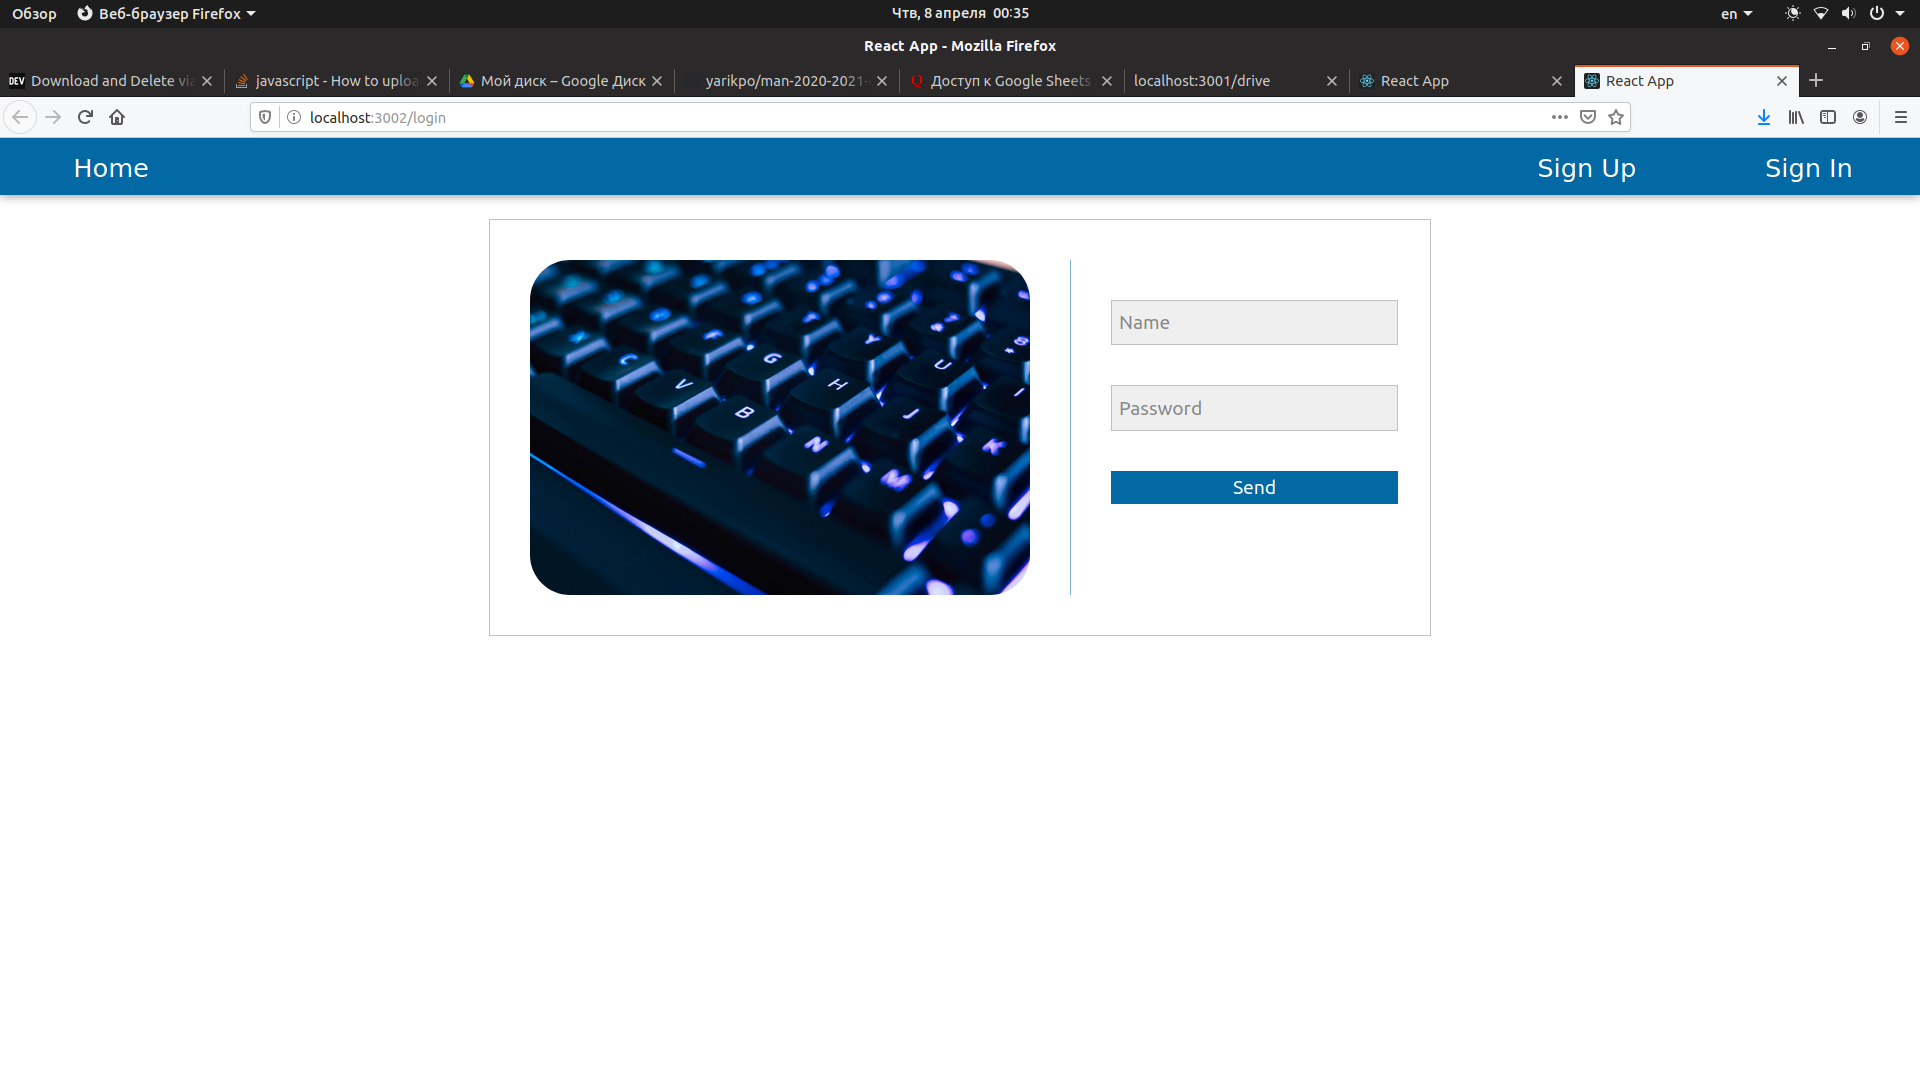 Обзор Веб-браузер Firefox Чтв, 8 апреля 00:35 en
React App - Mozilla Firefox
DEV Download and Delete via javascript - How to uploa Мой диск – Google Диск yarikpo/man-2020-2021- Доступ к Google Sheets localhost:3001/drive React App React App
localhost:3002/login
Home Sign Up Sign In
Name
Password
Send
C F G Y
V H U I
B J
N K
M